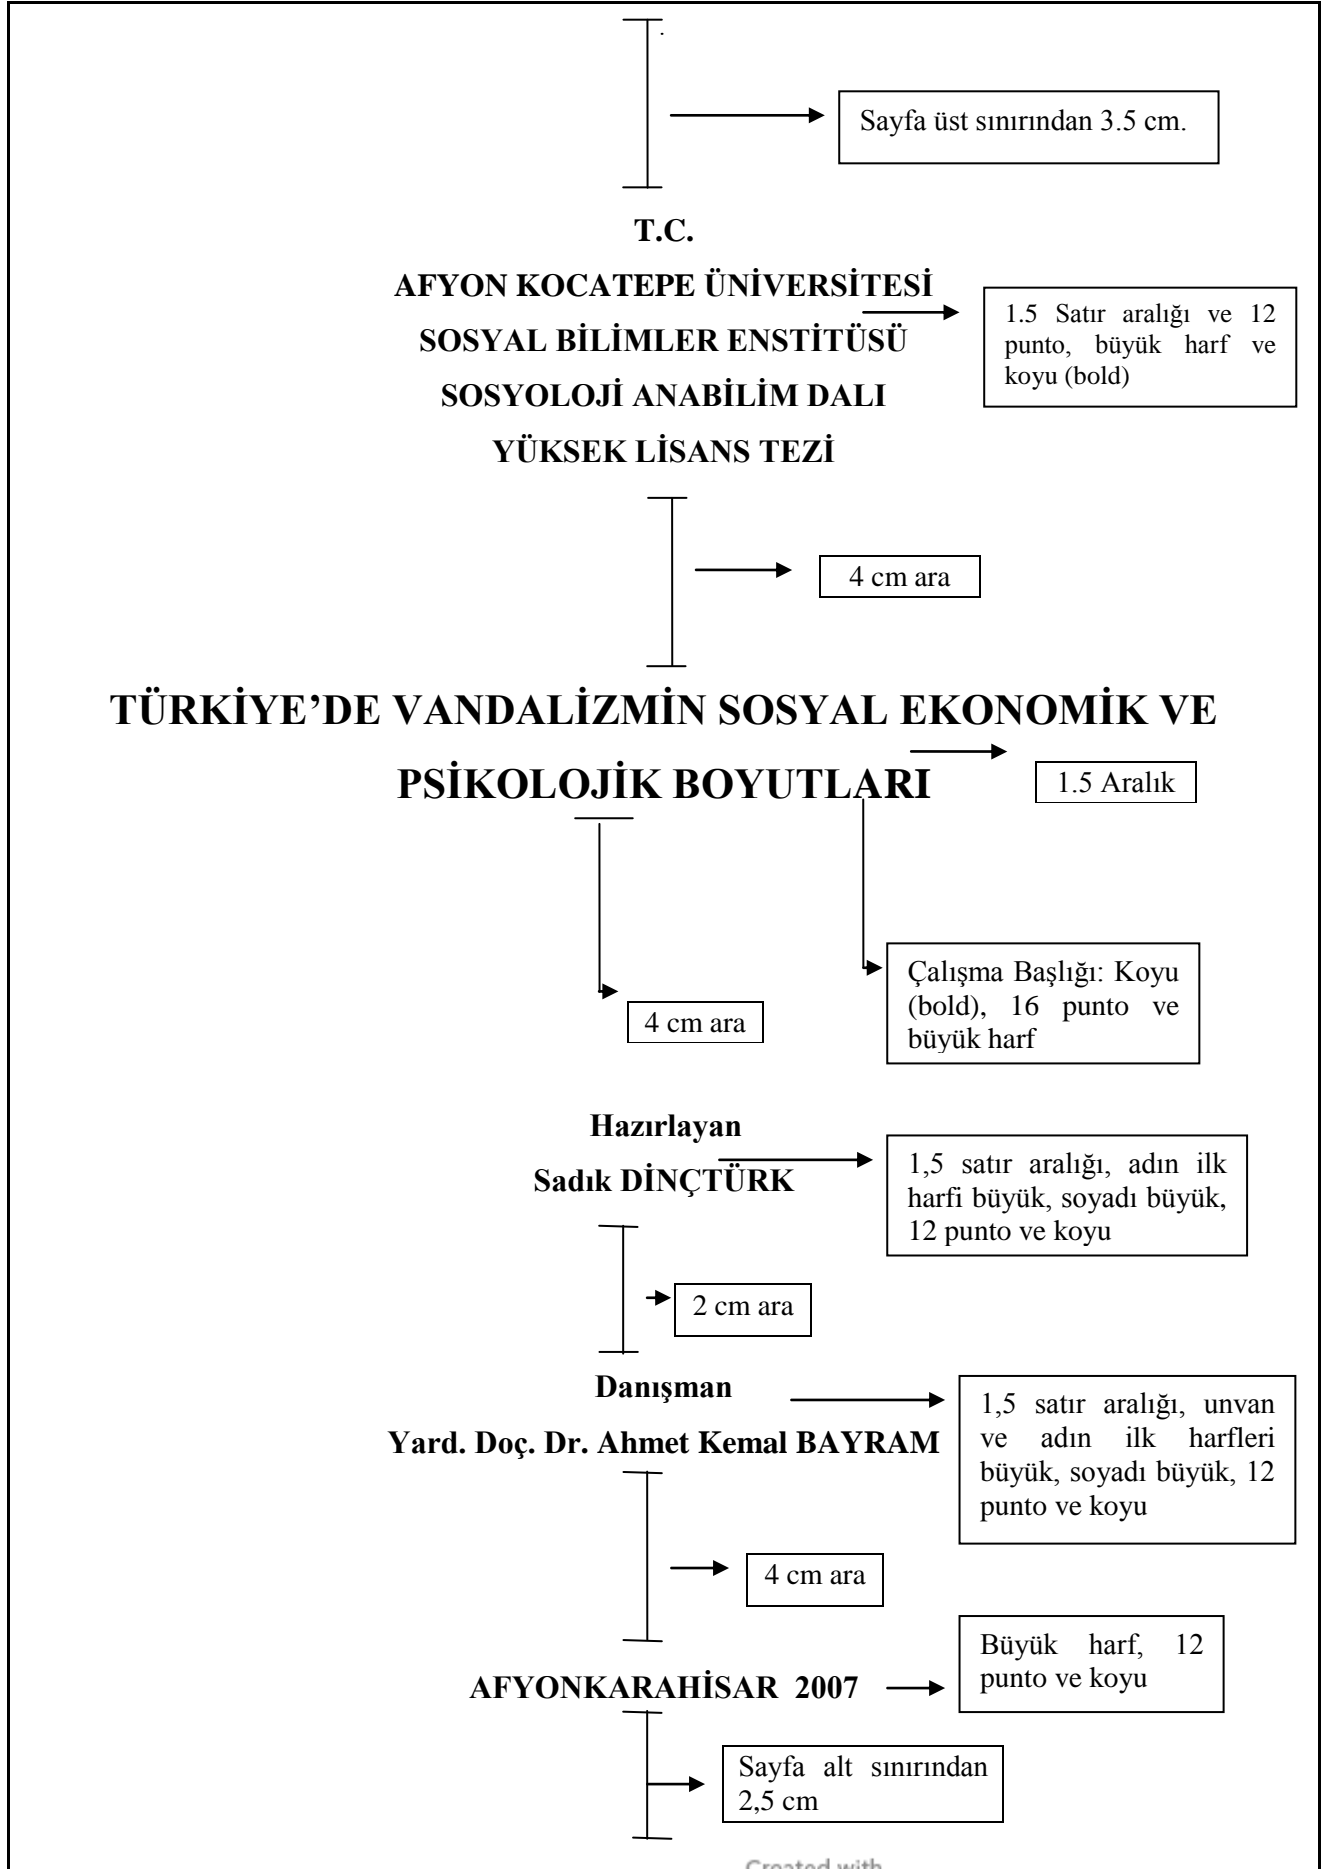 .
Sayfa üst sınırından 3.5 cm.
T.C.
AFYON KOCATEPE ÜNİVERSİTESİ
SOSYAL BİLİMLER ENSTİTÜSÜ
SOSYOLOJİ ANABİLİM DALI
YÜKSEK LİSANS TEZİ
1.5 Satır aralığı ve 12
punto, büyük harf ve
koyu (bold)
4 cm ara
TÜRKİYE’DE VANDALİZMİN SOSYAL EKONOMİK VE
PSİKOLOJİK BOYUTLARI
1.5 Aralık
4 cm ara
Çalışma Başlığı: Koyu
(bold), 16 punto ve
büyük harf
Hazırlayan
Sadık DİNÇTÜRK
1,5 satır aralığı, adın ilk
harfi büyük, soyadı büyük,
12 punto ve koyu
2 cm ara
Danışman
Yard. Doç. Dr. Ahmet Kemal BAYRAM
1,5 satır aralığı, unvan
ve adın ilk harfleri
büyük, soyadı büyük, 12
punto ve koyu
4 cm ara
AFYONKARAHİSAR 2007
Büyük harf, 12
punto ve koyu
Sayfa alt sınırından
2,5 cm
Created with